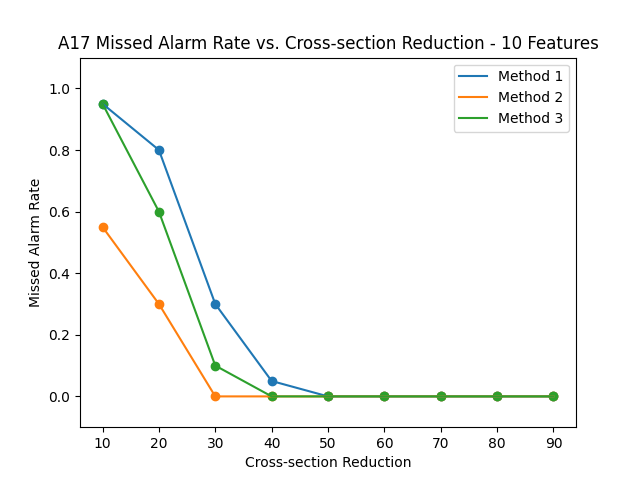 A17 Missed Alarm Rate vs. Cross-section Reduction - 10 Features
Method 1
Method 2
Method 3
Missed Alarm Rate
1.0
0.8
0.6
0.4
0.2
0.0
10 20 30 40 50 60 70 80 90
Cross-section Reduction